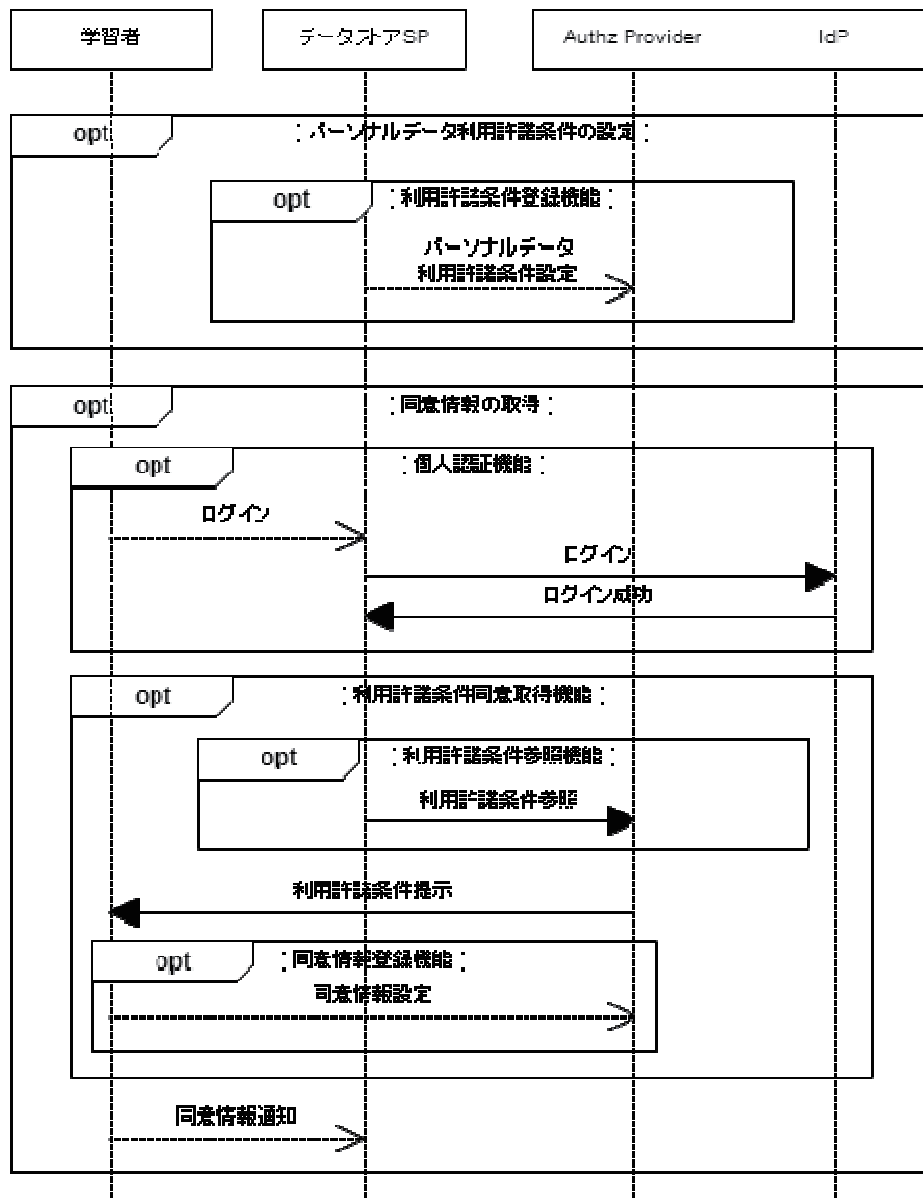 学習者
データストアSP
Authz Provider
IdP
opt
[パーソナルデータ利用許諾条件の設定]
opt
[利用許諾条件登録機能]
パーソナルデータ
利用許諾条件設定
opt
[同意情報の取得]
opt
[個人認証機能]
ログイン
ログイン
ログイン成功
opt
[利用許諾条件同意取得機能]
opt
[利用許諾条件参照機能]
利用許諾条件参照
利用許諾条件提示
opt
[同意情報登録機能]
同意情報設定
同意情報通知